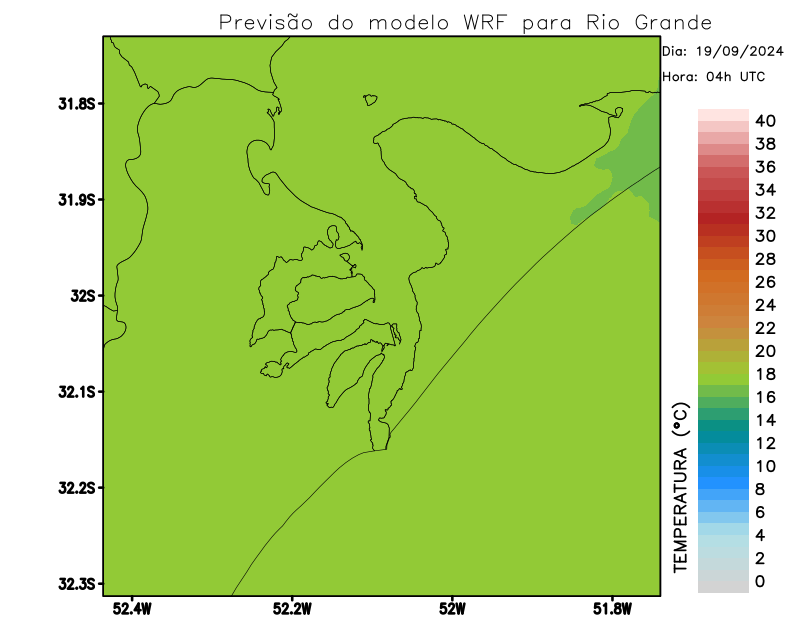 Previsão do modelo WRF para Rio Grande
Dia: 19/09/2024
Hora: 04h UTC
31.8S
31.9S
32S
32.1S
32.2S
32.3S
52.4W
52.2W
52W
51.8W
TEMPERATURA (°C)
40
38
36
34
32
30
28
26
24
22
20
18
16
14
12
10
8
6
4
2
0